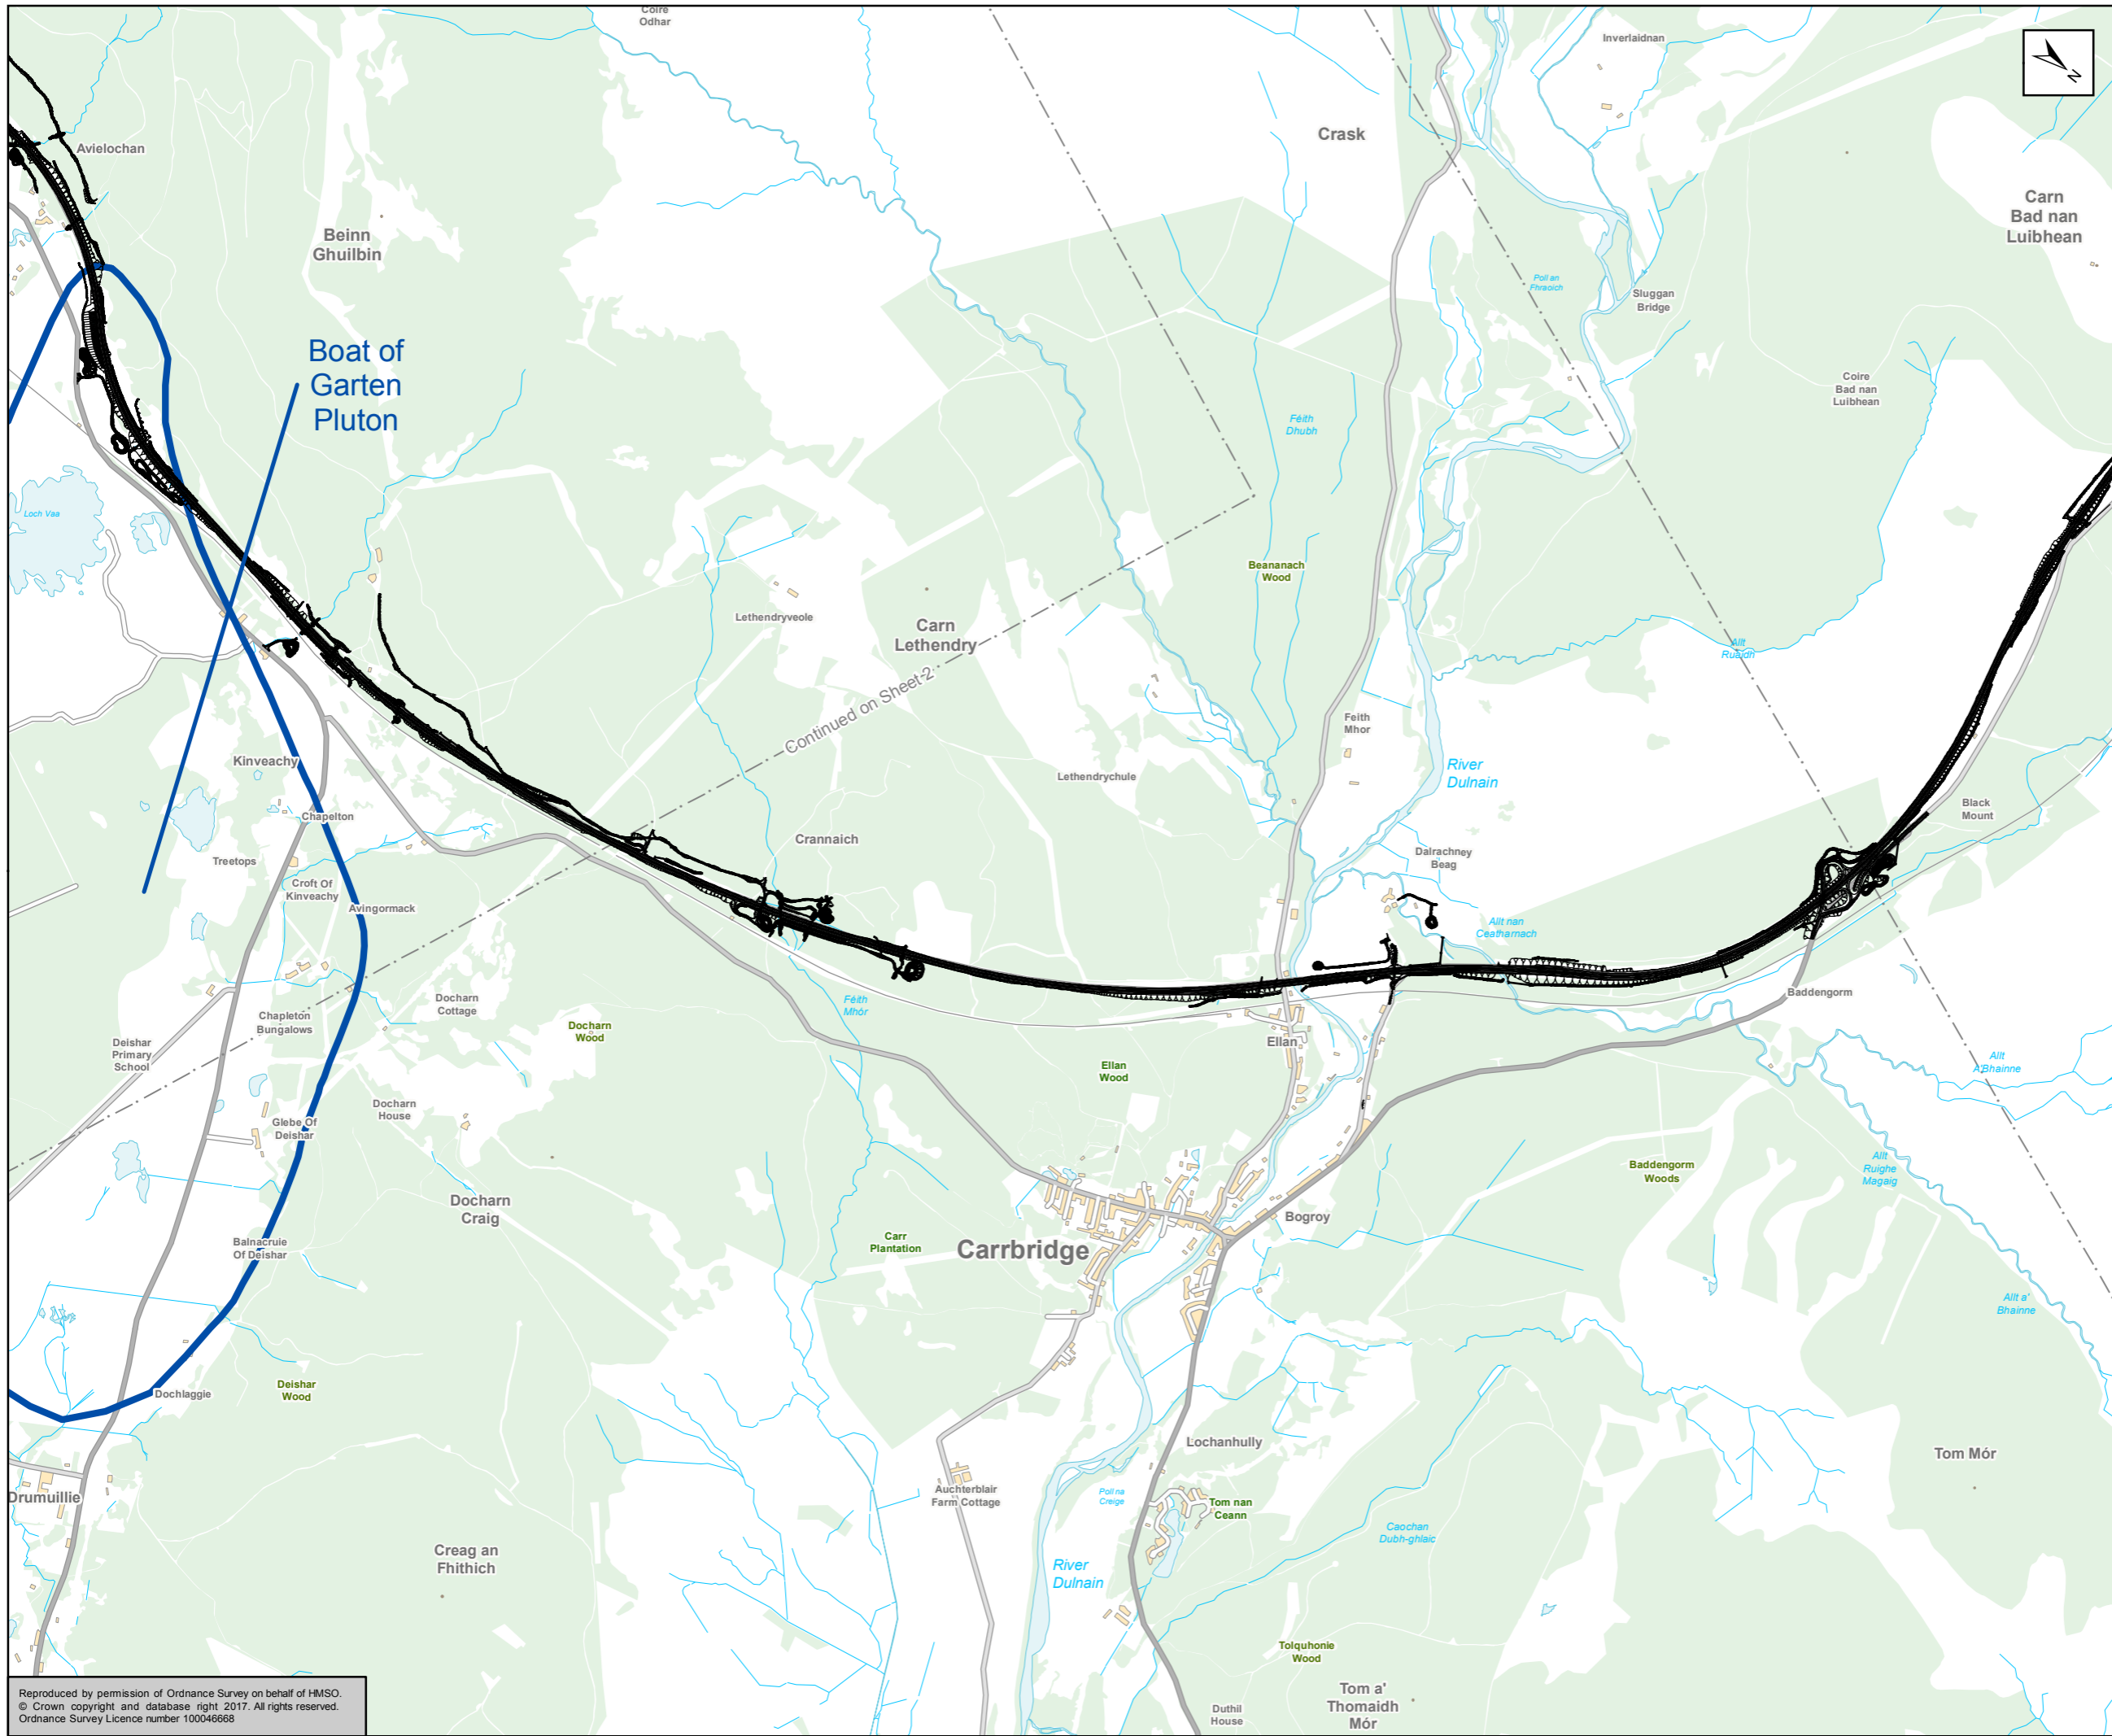 Coire
Odhar
Inverlaidnan
N
Crask
Avielochan
Carn
Bad nan
Luibhean
Beinn
Ghuilbin
Poll an
Fhraoich
Sluggan
Bridge
Boat of
Garten
Pluton
Coire
Bad nan
Luibhean
Féith
Dhubh
Loch Vaa
Beananach
Wood
Lethendryveole
Carn
Lethendry
Allt
Ruaidh
Continued on Sheet 2
Feith
Mhor
Kinveachy
River
Dulnain
Lethendrychule
Black
Mount
Chapelton
Crannaich
Dalrachney
Beag
Treetops
Croft Of
Kinveachy
Avingormack
Allt nan
Ceatharnach
Baddengorm
Docharn
Cottage
Féith
Mhór
Chapleton
Bungalows
Docharn
Wood
Ellan
Deishar
Primary
School
Ellan
Wood
Allt
A'Bhainne
Docharn
House
Glebe Of
Deishar
Baddengorm
Woods
Allt
Ruighe
Magaig
Docharn
Craig
Bogroy
Carr
Plantation
Carrbridge
Balnacruie
Of Deishar
Allt a'
Bhainne
Deishar
Wood
Dochlaggie
Lochanhully
Tom Mór
Drumuillie
Auchterblair
Farm Cottage
Poll na
Creige
Tom nan
Ceann
Caochan
Dubh-ghlaic
Creag an
Fhithich
River
Dulnain
Tolquhonie
Wood
Tom a'
Thomaidh
Mór
Duthil
House
Reproduced by permission of Ordnance Survey on behalf of HMSO.
© Crown copyright and database right 2017. All rights reserved.
Ordnance Survey Licence number 100046668